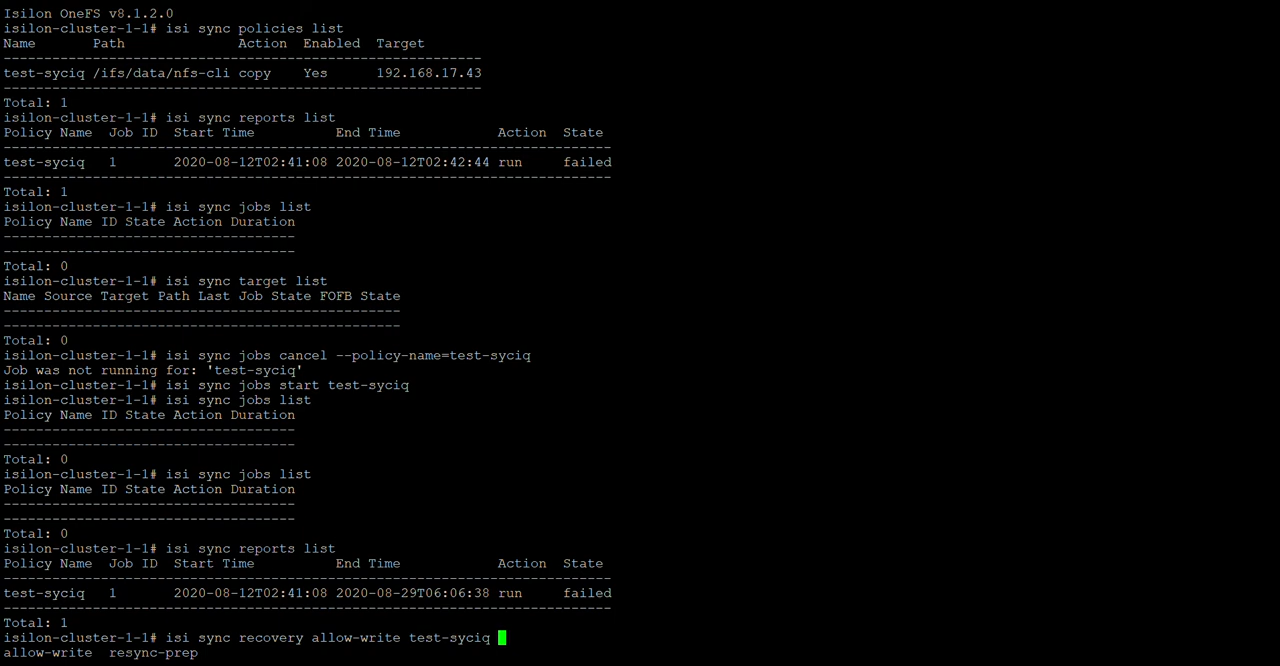 Isilon OneFS v8.1.2.0
isilon-cluster-1-1# isi sync policies list
Name       Path              Action  Enabled  Target
-----------------------------------------------------------
test-syciq /ifs/data/nfs-cli copy    Yes      192.168.17.43
-----------------------------------------------------------
Total: 1
isilon-cluster-1-1# isi sync reports list
Policy Name  Job ID  Start Time          End Time            Action  State
---------------------------------------------------------------------------
test-syciq   1       2020-08-12T02:41:08 2020-08-12T02:42:44 run     failed
---------------------------------------------------------------------------
Total: 1
isilon-cluster-1-1# isi sync jobs list
Policy Name ID State Action Duration
------------------------------------
------------------------------------
Total: 0
isilon-cluster-1-1# isi sync target list
Name Source Target Path Last Job State FOFB State
-------------------------------------------------
-------------------------------------------------
Total: 0
isilon-cluster-1-1# isi sync jobs cancel --policy-name=test-syciq
Job was not running for: 'test-syciq'
isilon-cluster-1-1# isi sync jobs start test-syciq
isilon-cluster-1-1# isi sync jobs list
Policy Name ID State Action Duration
------------------------------------
------------------------------------
Total: 0
isilon-cluster-1-1# isi sync jobs list
Policy Name ID State Action Duration
------------------------------------
------------------------------------
Total: 0
isilon-cluster-1-1# isi sync reports list
Policy Name  Job ID  Start Time          End Time            Action  State
---------------------------------------------------------------------------
test-syciq   1       2020-08-12T02:41:08 2020-08-29T06:06:38 run     failed
---------------------------------------------------------------------------
Total: 1
isilon-cluster-1-1# isi sync recovery allow-write test-syciq
allow-write  resync-prep